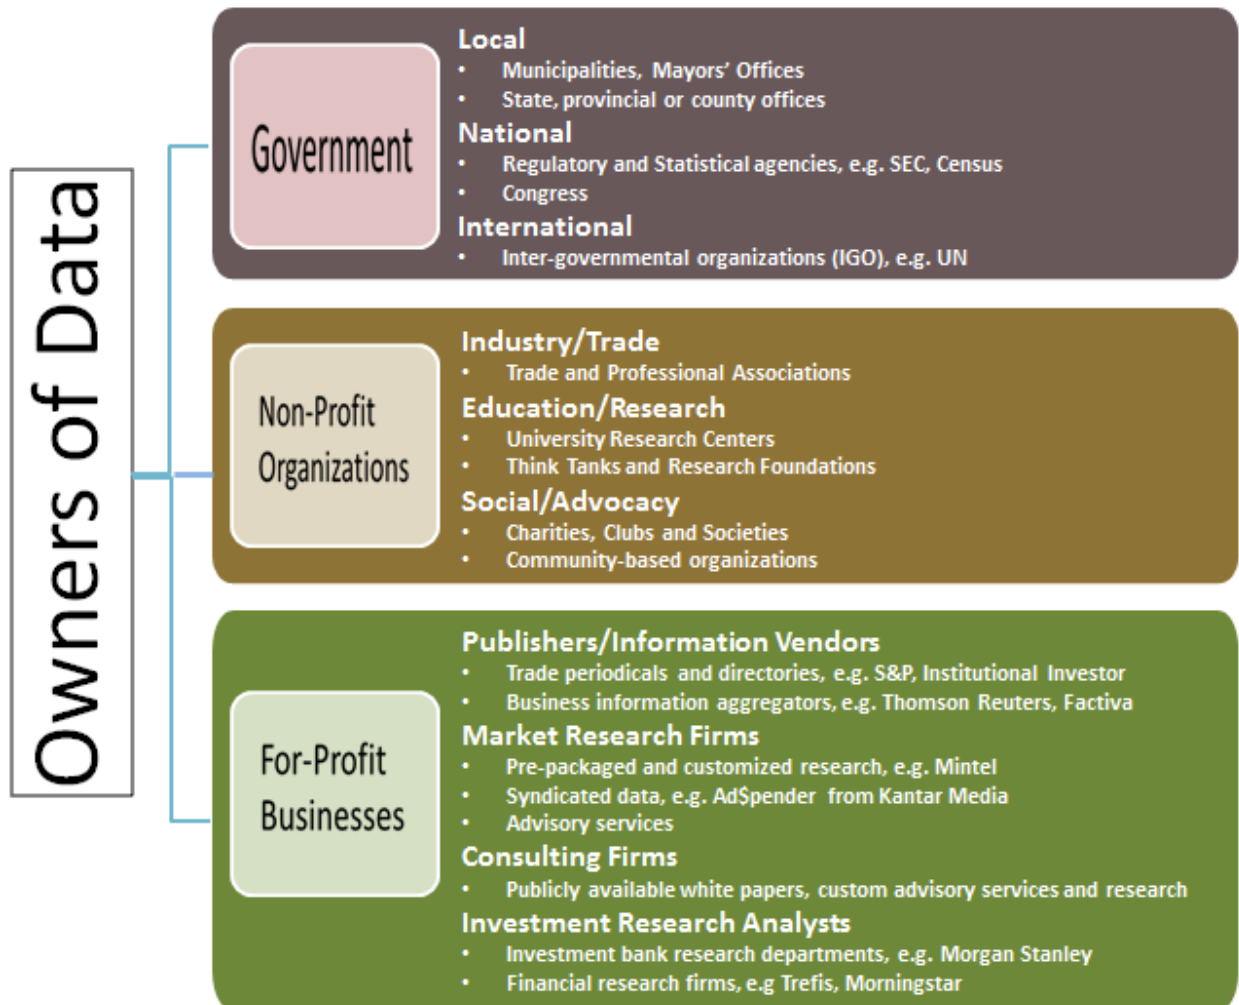 Owners of Data
Government
Local
• Municipalities, Mayors' Offices
• State, provincial or county offices
National
• Regulatory and Statistical agencies, e.g. SEC, Census
• Congress
International
• Inter-governmental organizations (IGO), e.g. UN
Non-Profit
Organizations
Industry/Trade
• Trade and Professional Associations
Education/Research
• University Research Centers
• Think Tanks and Research Foundations
Social/Advocacy
• Charities, Clubs and Societies
• Community-based organizations
For-Profit
Businesses
Publishers/Information Vendors
• Trade periodicals and directories, e.g. S&P, Institutional Investor
• Business information aggregators, e.g. Thomson Reuters, Factiva
Market Research Firms
• Pre-packaged and customized research, e.g. Mintel
• Syndicated data, e.g. Ad$pender from Kantar Media
• Advisory services
Consulting Firms
• Publicly available white papers, custom advisory services and research
Investment Research Analysts
• Investment bank research departments, e.g. Morgan Stanley
• Financial research firms, e.g Trefis, Morningstar